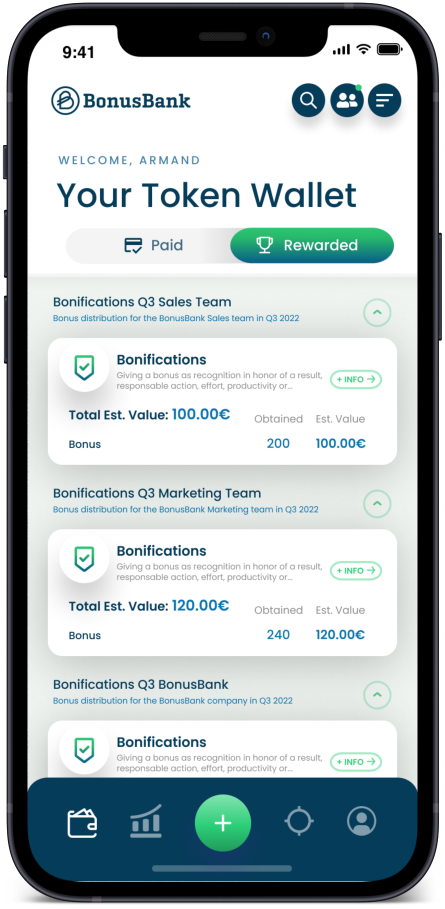 9:41
BonusBank
WELCOME, ARMAND
Your Token Wallet
Paid Rewarded
Bonifications Q3 Sales Team
Bonus distribution for the BonusBank Sales team in Q3 2022
Bonifications
Giving a bonus as recognition in honor of a result,
responsable action, effort, productivity or...
+ INFO →
Total Est. Value: 100.00€ Obtained Est. Value
Bonus 200 100.00€
Bonifications Q3 Marketing Team
Bonus distribution for the BonusBank Marketing team in Q3 2022
Bonifications
Giving a bonus as recognition in honor of a result,
responsable action, effort, productivity or...
+ INFO →
Total Est. Value: 120.00€ Obtained Est. Value
Bonus 240 120.00€
Bonifications Q3 BonusBank
Bonus distribution for the BonusBank company in Q3 2022
Bonifications
Giving a bonus as recognition in honor of a result,
responsable action, effort, productivity or...
+ INFO →
+